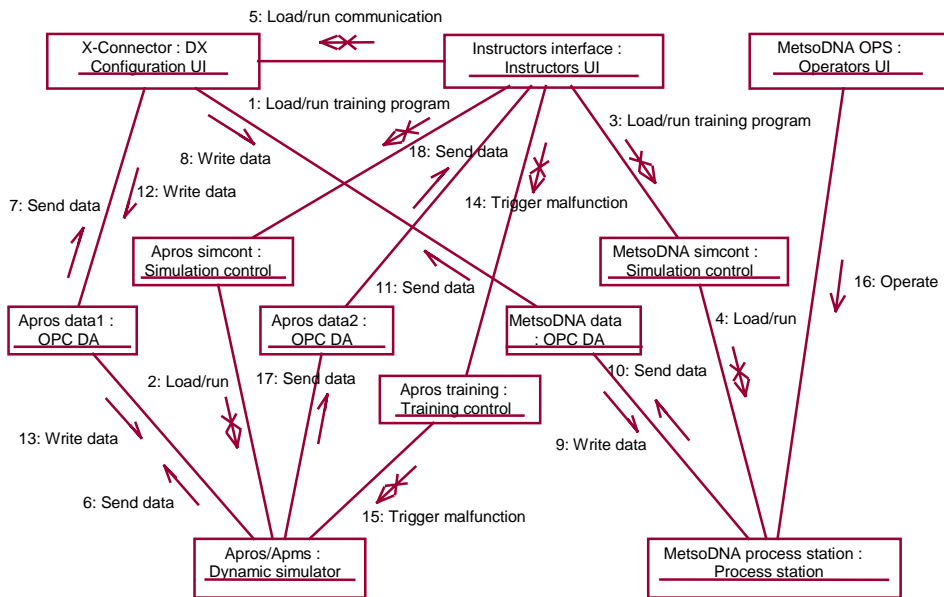 5: Load/run communication
X-Connector : DX
Configuration UI
Instructors interface :
Instructors UI
MetsoDNA OPS :
Operators UI
1: Load/run training program
3: Load/run training program
8: Write data
18: Send data
12: Write data
7: Send data
14: Trigger malfunction
Apros simcont :
Simulation control
MetsoDNA simcont :
Simulation control
11: Send data
16: Operate
Apros data1 :
OPC DA
Apros data2 :
OPC DA
MetsoDNA data
: OPC DA
4: Load/run
2: Load/run
17: Send data
10: Send data
Apros training :
Training control
13: Write data
9: Write data
6: Send data
15: Trigger malfunction
Apros/Apms :
Dynamic simulator
MetsoDNA process station :
Process station